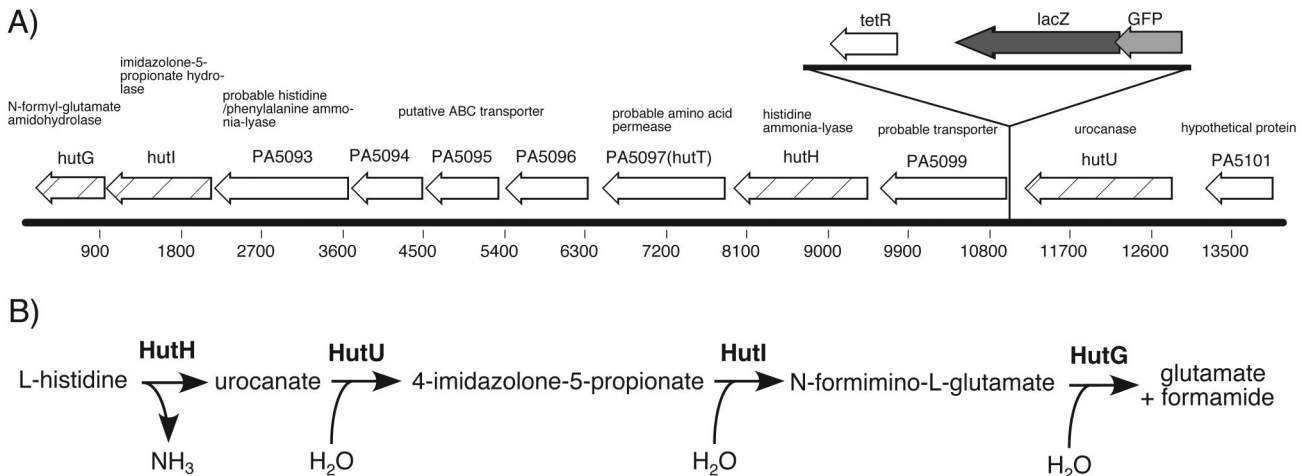 A)
tetR lacZ GFP
imidazolone-5-
propionate hydro-
lase
N-formyl-glutamate
amidohydrolase
probable histidine
/phenylalanine ammo-
nia-lyase
putative ABC transporter
probable amino acid
permease
histidine
ammonia-lyase
probable transporter
urocanase
hypothetical protein
hutG hutI PA5093 PA5094 PA5095 PA5096 PA5097(hutT) hutH PA5099 hutU PA5101
900 1800 2700 3600 4500 5400 6300 7200 8100 9000 9900 10800 11700 12600 13500
B)
HutH HutU HutI HutG
L-histidine urocanate 4-imidazolone-5-propionate N-formimino-L-glutamate glutamate
+ formamide
NH₃ H₂O H₂O H₂O